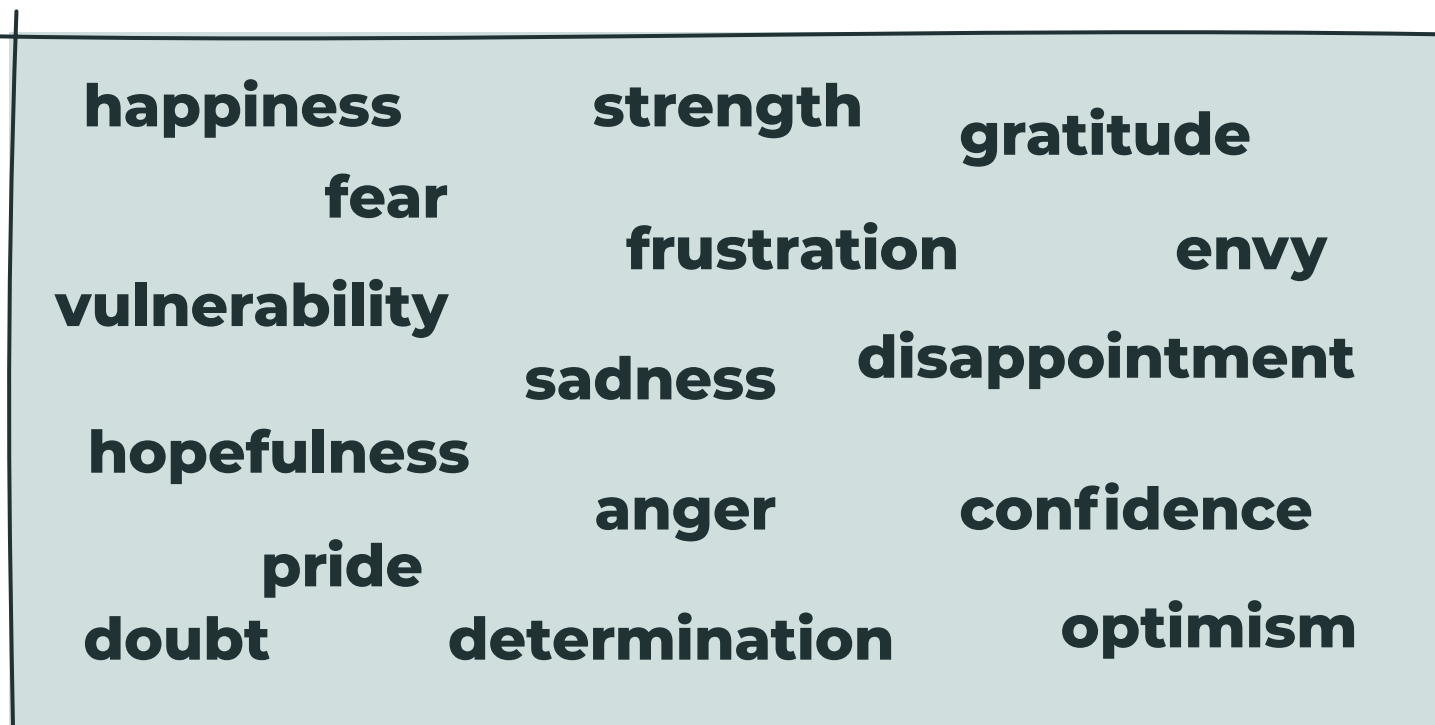 happiness
strength
gratitude
fear
frustration
envy
vulnerability
disappointment
sadness
hopefulness
anger
confidence
pride
doubt
determination
optimism